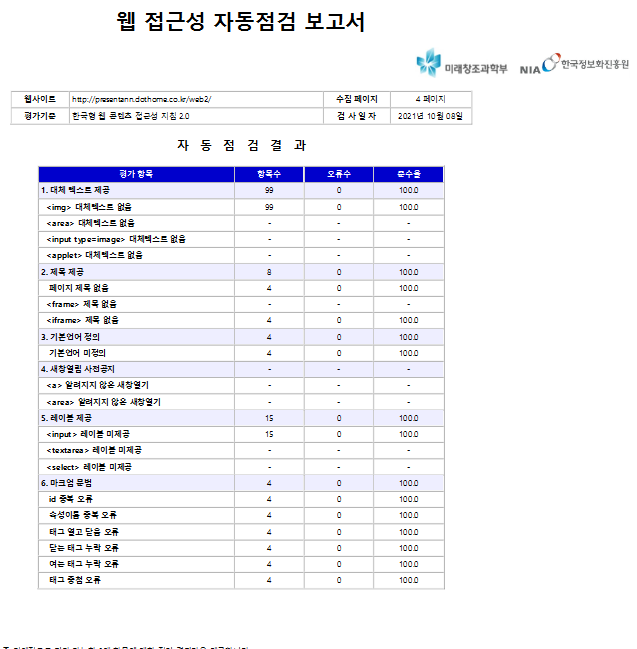 웹 접근성 자동점검 보고서
미래창조과학부 NIA 한국정보화진흥원
웹사이트 http://presentann.dothome.co.kr/web2/ 수집 페이지 4 페이지
평가기준 한국형 웹 콘텐츠 접근성 지침 2.0 검 사 일 자 2021년 10월 08일
자 동 점 검 결 과
평가 항목 항목수 오류수 준수율
1. 대체 텍스트 제공 99 0 100.0
<img> 대체텍스트 없음 99 0 100.0
<area> 대체텍스트 없음 - - -
<input type=image> 대체텍스트 없음 - - -
<applet> 대체텍스트 없음 - - -
2. 제목 제공 8 0 100.0
페이지 제목 없음 4 0 100.0
<frame> 제목 없음 - - -
<iframe> 제목 없음 4 0 100.0
3. 기본언어 정의 4 0 100.0
기본언어 미정의 4 0 100.0
4. 새창열림 사전공지 - - -
<a> 알려지지 않은 새창열기 - - -
<area> 알려지지 않은 새창열기 - - -
5. 레이블 제공 15 0 100.0
<input> 레이블 미제공 15 0 100.0
<textarea> 레이블 미제공 - - -
<select> 레이블 미제공 - - -
6. 마크업 문법 4 0 100.0
id 중복 오류 4 0 100.0
속성이름 중복 오류 4 0 100.0
태그 열고 닫음 오류 4 0 100.0
닫는 태그 누락 오류 4 0 100.0
여는 태그 누락 오류 4 0 100.0
태그 중첩 오류 4 0 100.0